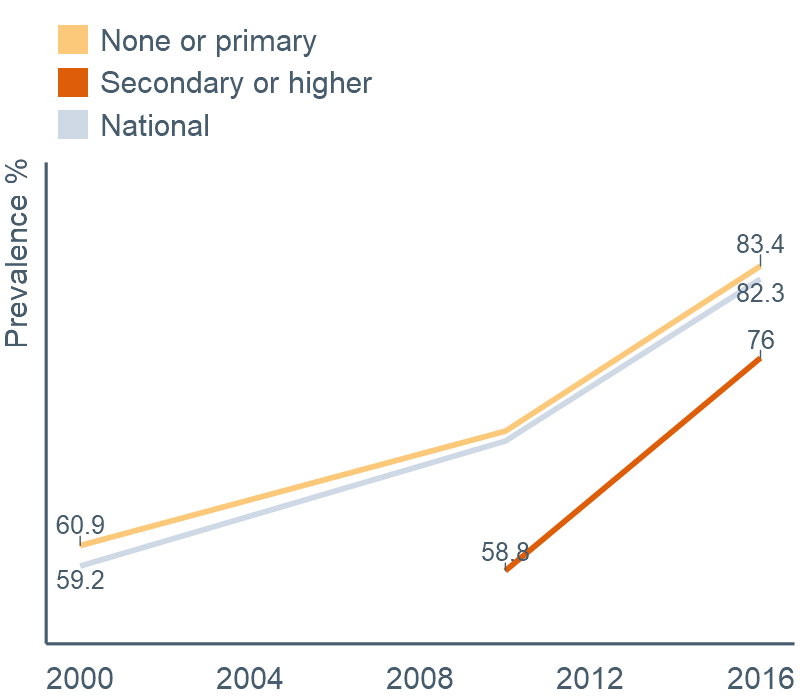 None or primary
Secondary or higher
National
Prevalence %
83.4
82.3
76
60.9
58.8
59.2
2000 2004 2008 2012 2016